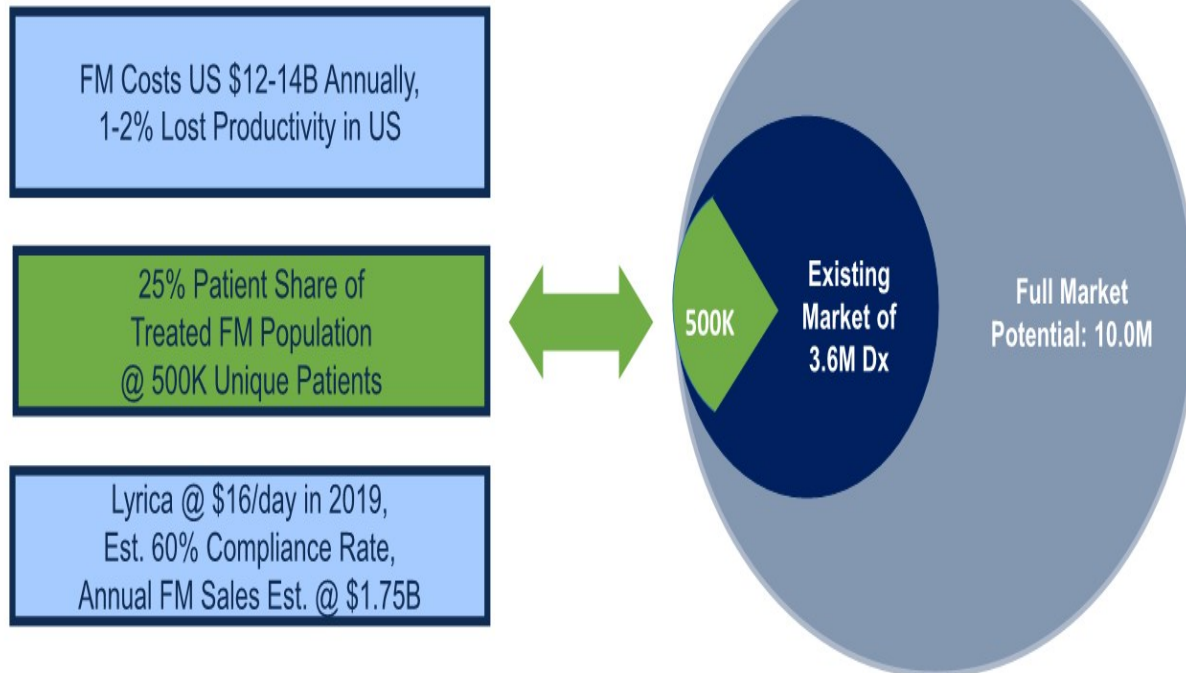 FM Costs US $12-14B Annually,
1-2% Lost Productivity in US
25% Patient Share of
Treated FM Population
@ 500K Unique Patients
Lyrica @ $16/day in 2019,
Est. 60% Compliance Rate,
Annual FM Sales Est. @ $1.75B
500K
Existing
Market of
3.6M Dx
Full Market
Potential: 10.0M